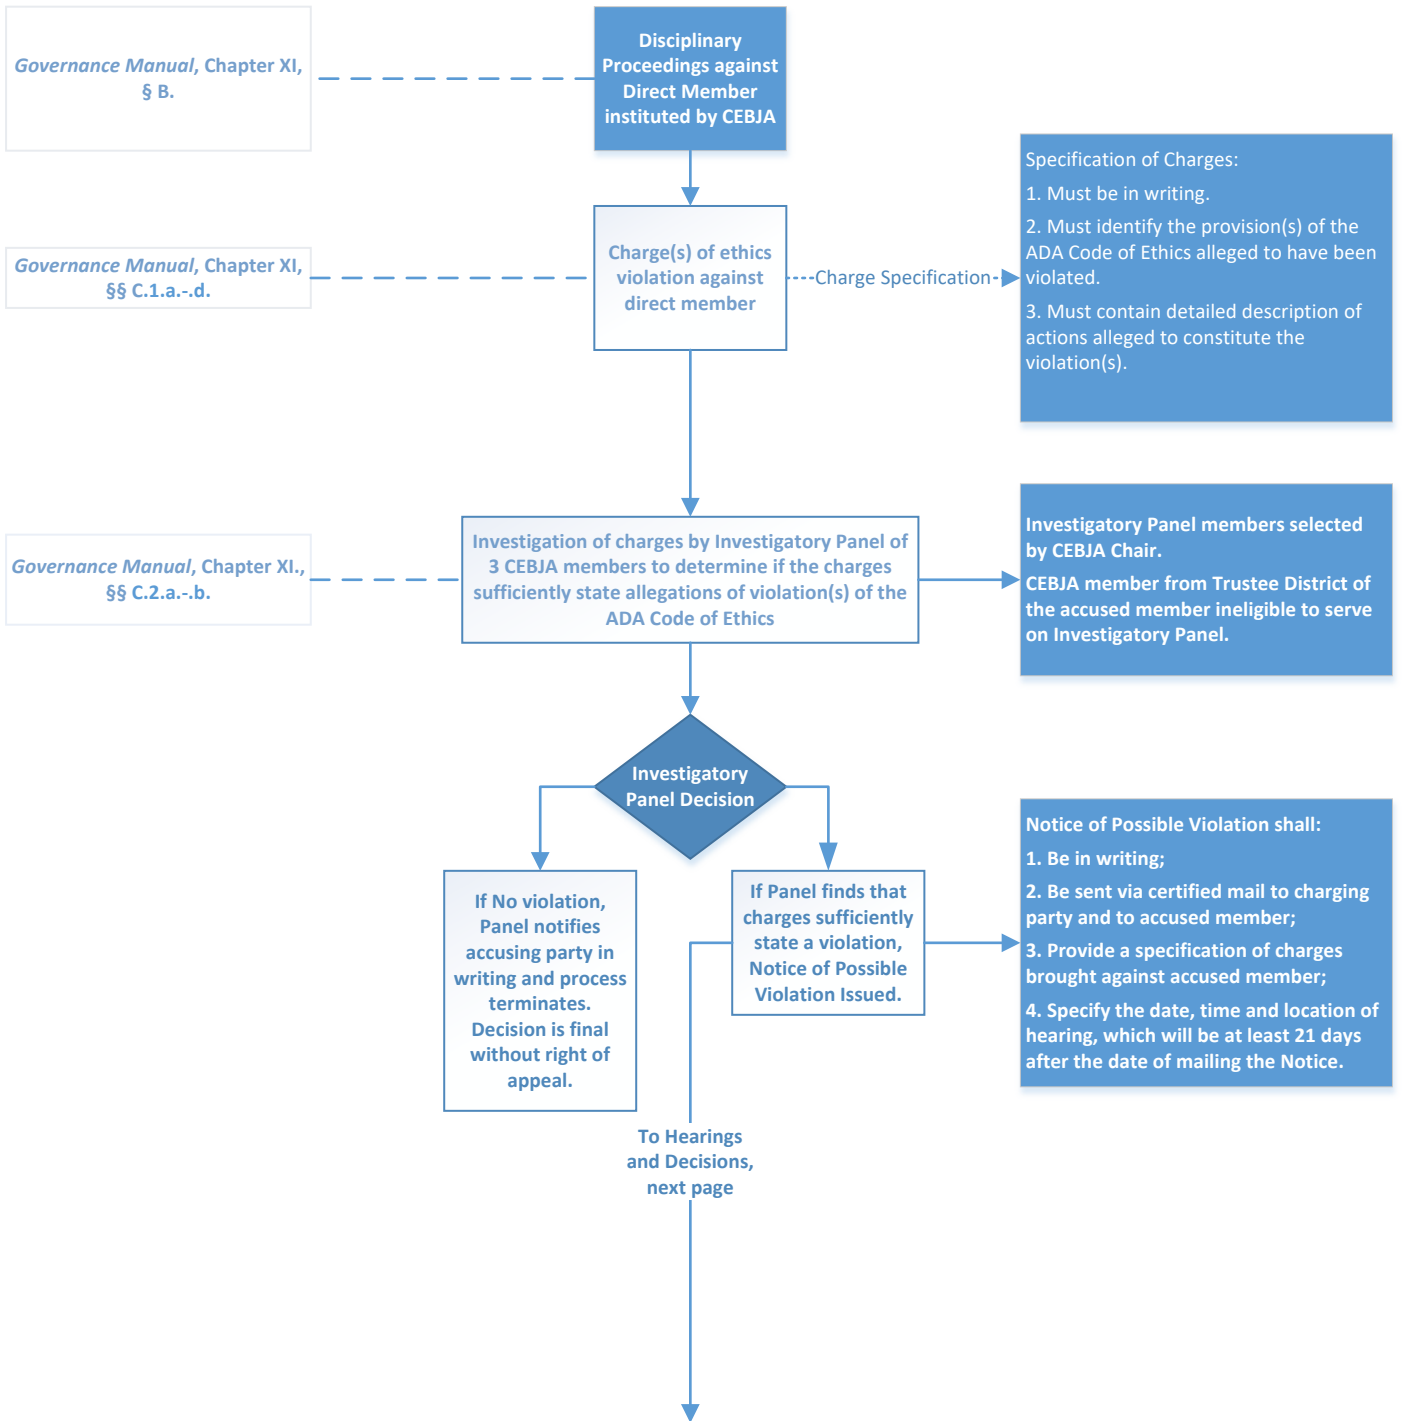 Governance Manual, Chapter XI,
§ B.
Disciplinary
Proceedings against
Direct Member
instituted by CEBJA
Governance Manual, Chapter XI,
§§ C.1.a.-.d.
Charge(s) of ethics
violation against
direct member
Charge Specification
Specification of Charges:
1. Must be in writing.
2. Must identify the provision(s) of the
ADA Code of Ethics alleged to have been
violated.
3. Must contain detailed description of
actions alleged to constitute the
violation(s).
Governance Manual, Chapter XI.,
§§ C.2.a.-.b.
Investigation of charges by Investigatory Panel of
3 CEBJA members to determine if the charges
sufficiently state allegations of violation(s) of the
ADA Code of Ethics
Investigatory Panel members selected
by CEBJA Chair.
CEBJA member from Trustee District of
the accused member ineligible to serve
on Investigatory Panel.
Investigatory
Panel Decision
If No violation,
Panel notifies
accusing party in
writing and process
terminates.
Decision is final
without right of
appeal.
If Panel finds that
charges sufficiently
state a violation,
Notice of Possible
Violation Issued.
Notice of Possible Violation shall:
1. Be in writing;
2. Be sent via certified mail to charging
party and to accused member;
3. Provide a specification of charges
brought against accused member;
4. Specify the date, time and location of
hearing, which will be at least 21 days
after the date of mailing the Notice.
To Hearings
and Decisions,
next page